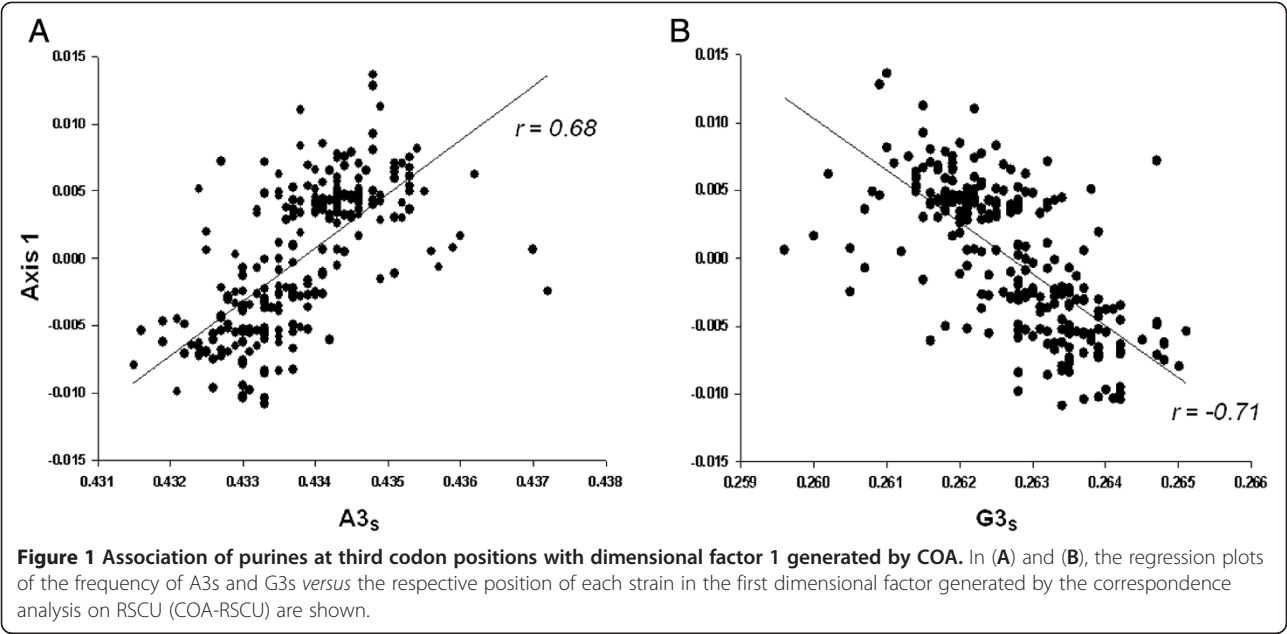 A
B
0.015
0.010
0.005
0.000
-0.005
-0.010
-0.015
Axis 1
r = 0.68
0.431 0.432 0.433 0.434 0.435 0.436 0.437 0.438
A3s
0.015
0.010
0.005
0.000
-0.005
-0.010
-0.015
r = -0.71
0.259 0.260 0.261 0.262 0.263 0.264 0.265 0.266
G3s
Figure 1 Association of purines at third codon positions with dimensional factor 1 generated by COA. In (A) and (B), the regression plots
of the frequency of A3s and G3s versus the respective position of each strain in the first dimensional factor generated by the correspondence
analysis on RSCU (COA-RSCU) are shown.